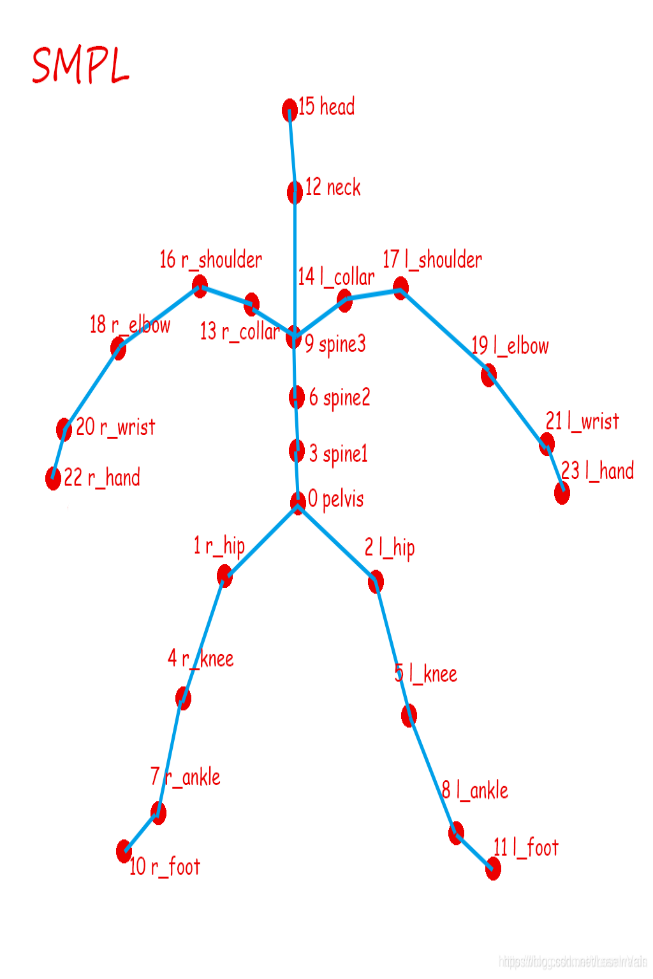 SMPL
15 head
12 neck
16 r_shoulder
17 l_shoulder
14 l_collar
13 r_collar
18 r_elbow
9 spine3
19 l_elbow
6 spine2
20 r_wrist
21 l_wrist
3 spine1
22 r_hand
23 l_hand
0 pelvis
1 r_hip
2 l_hip
4 r_knee
5 l_knee
7 r_ankle
8 l_ankle
11 l_foot
10 r_foot